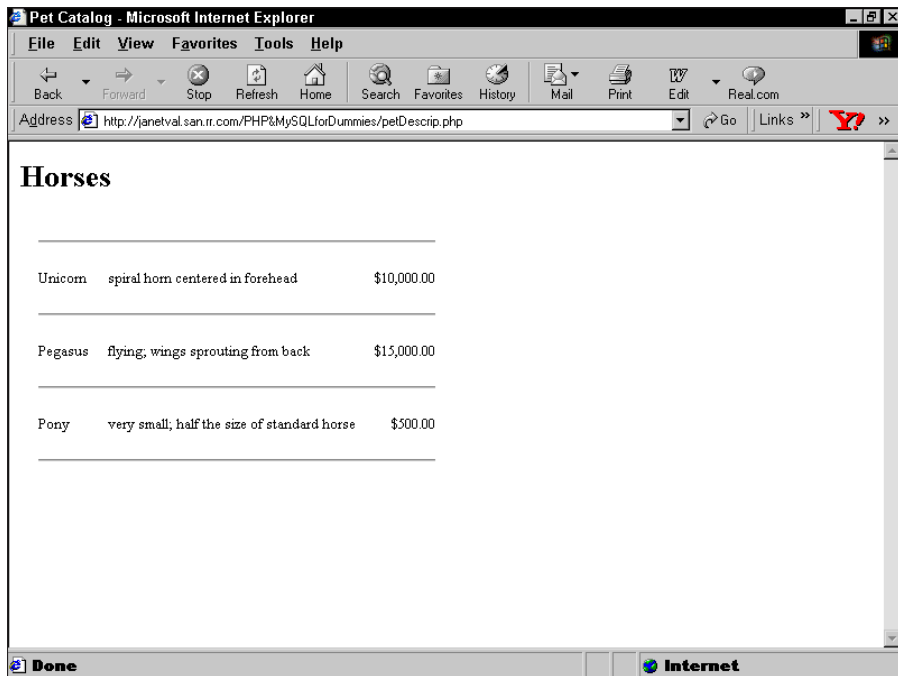 Pet Catalog - Microsoft Internet Explorer
File Edit View Favorites Tools Help
Back Forward Stop Refresh Home Search Favorites History Mail Print Edit Real.com
Address http://janetval.san.rr.com/PHP&MySQLforDummies/petDescrip.php Go Links » Y! »
Horses
Unicorn spiral horn centered in forehead $10,000.00
Pegasus flying; wings sprouting from back $15,000.00
Pony very small; half the size of standard horse $500.00
Done Internet